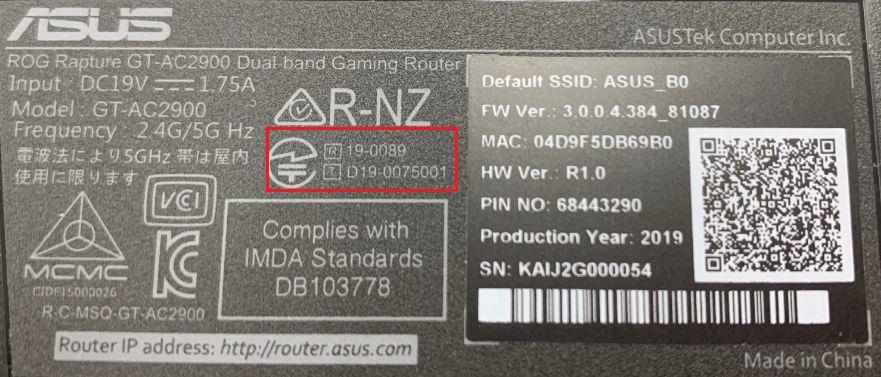 ASUS
ASUSTek Computer Inc.
ROG Rapture GT-AC2900 Dual-band Gaming Router
Input : DC19V 1.75A
Model : GT-AC2900
Frequency : 2.4G/5G Hz
電波法により5GHz 帯は屋内
使用に限ります
R-NZ
R 19-0089
T D19-0075001
VCI
MCMC
CIDF15000026
R-C-MSO-GT-AC2900
Complies with
IMDA Standards
DB103778
Router IP address: http://router.asus.com
Default SSID: ASUS_B0
FW Ver.: 3.0.0.4.384_81087
MAC: 04D9F5DB69B0
HW Ver.: R1.0
PIN NO: 68443290
Production Year: 2019
SN: KAIJ2G000054
Made in China